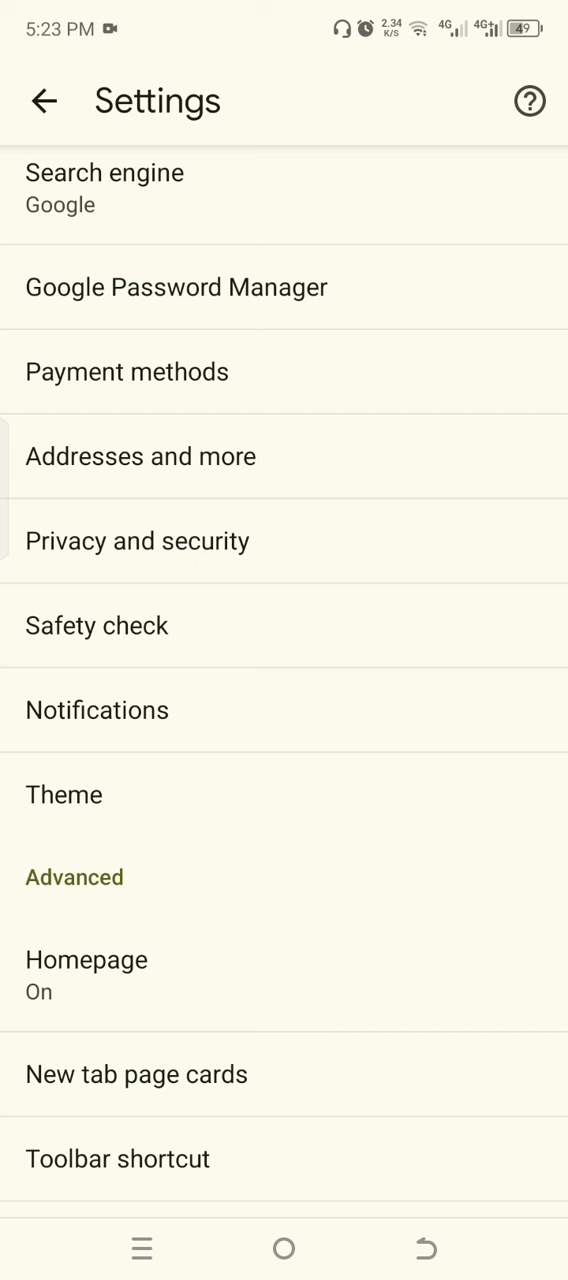 5:23 PM 2.34 K/S 4G 4G+ 49
Settings
Search engine
Google
Google Password Manager
Payment methods
Addresses and more
Privacy and security
Safety check
Notifications
Theme
Advanced
Homepage
On
New tab page cards
Toolbar shortcut